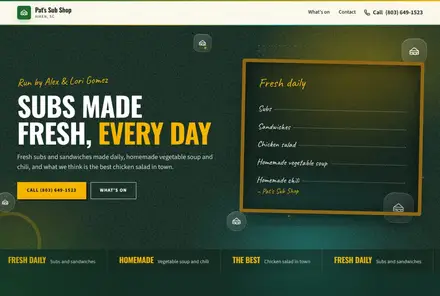 Pat's Sub Shop
AIKEN, SC
What's on
Contact
Call (803) 649-1523
Run by Alex & Lori Gomez
SUBS MADE
FRESH, EVERY DAY
Fresh subs and sandwiches made daily, homemade vegetable soup and
chili, and what we think is the best chicken salad in town.
CALL (803) 649-1523
WHAT'S ON
Fresh daily
Subs
Sandwiches
Chicken salad
Homemade vegetable soup
Homemade chili
– Pat's Sub Shop
FRESH DAILY Subs and sandwiches
HOMEMADE Vegetable soup and chili
THE BEST Chicken salad in town
FRESH DAILY Subs and sandwiches